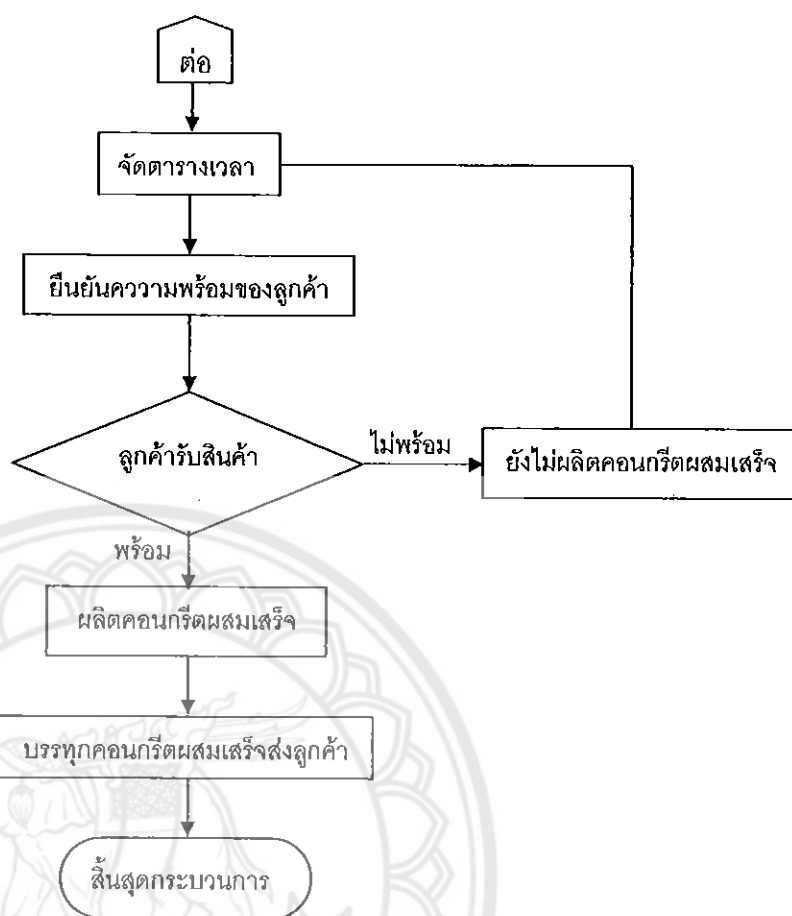 ต่อ
จัดตารางเวลา
ยืนยันคววามพร้อมของลูกค้า
ลูกค้ารับสินค้า
ไม่พร้อม
ยังไม่ผลิตคอนกรีตผสมเสร็จ
พร้อม
ผลิตคอนกรีตผสมเสร็จ
บรรทุกคอนกรีตผสมเสร็จส่งลูกค้า
สิ้นสุดกระบวนการ